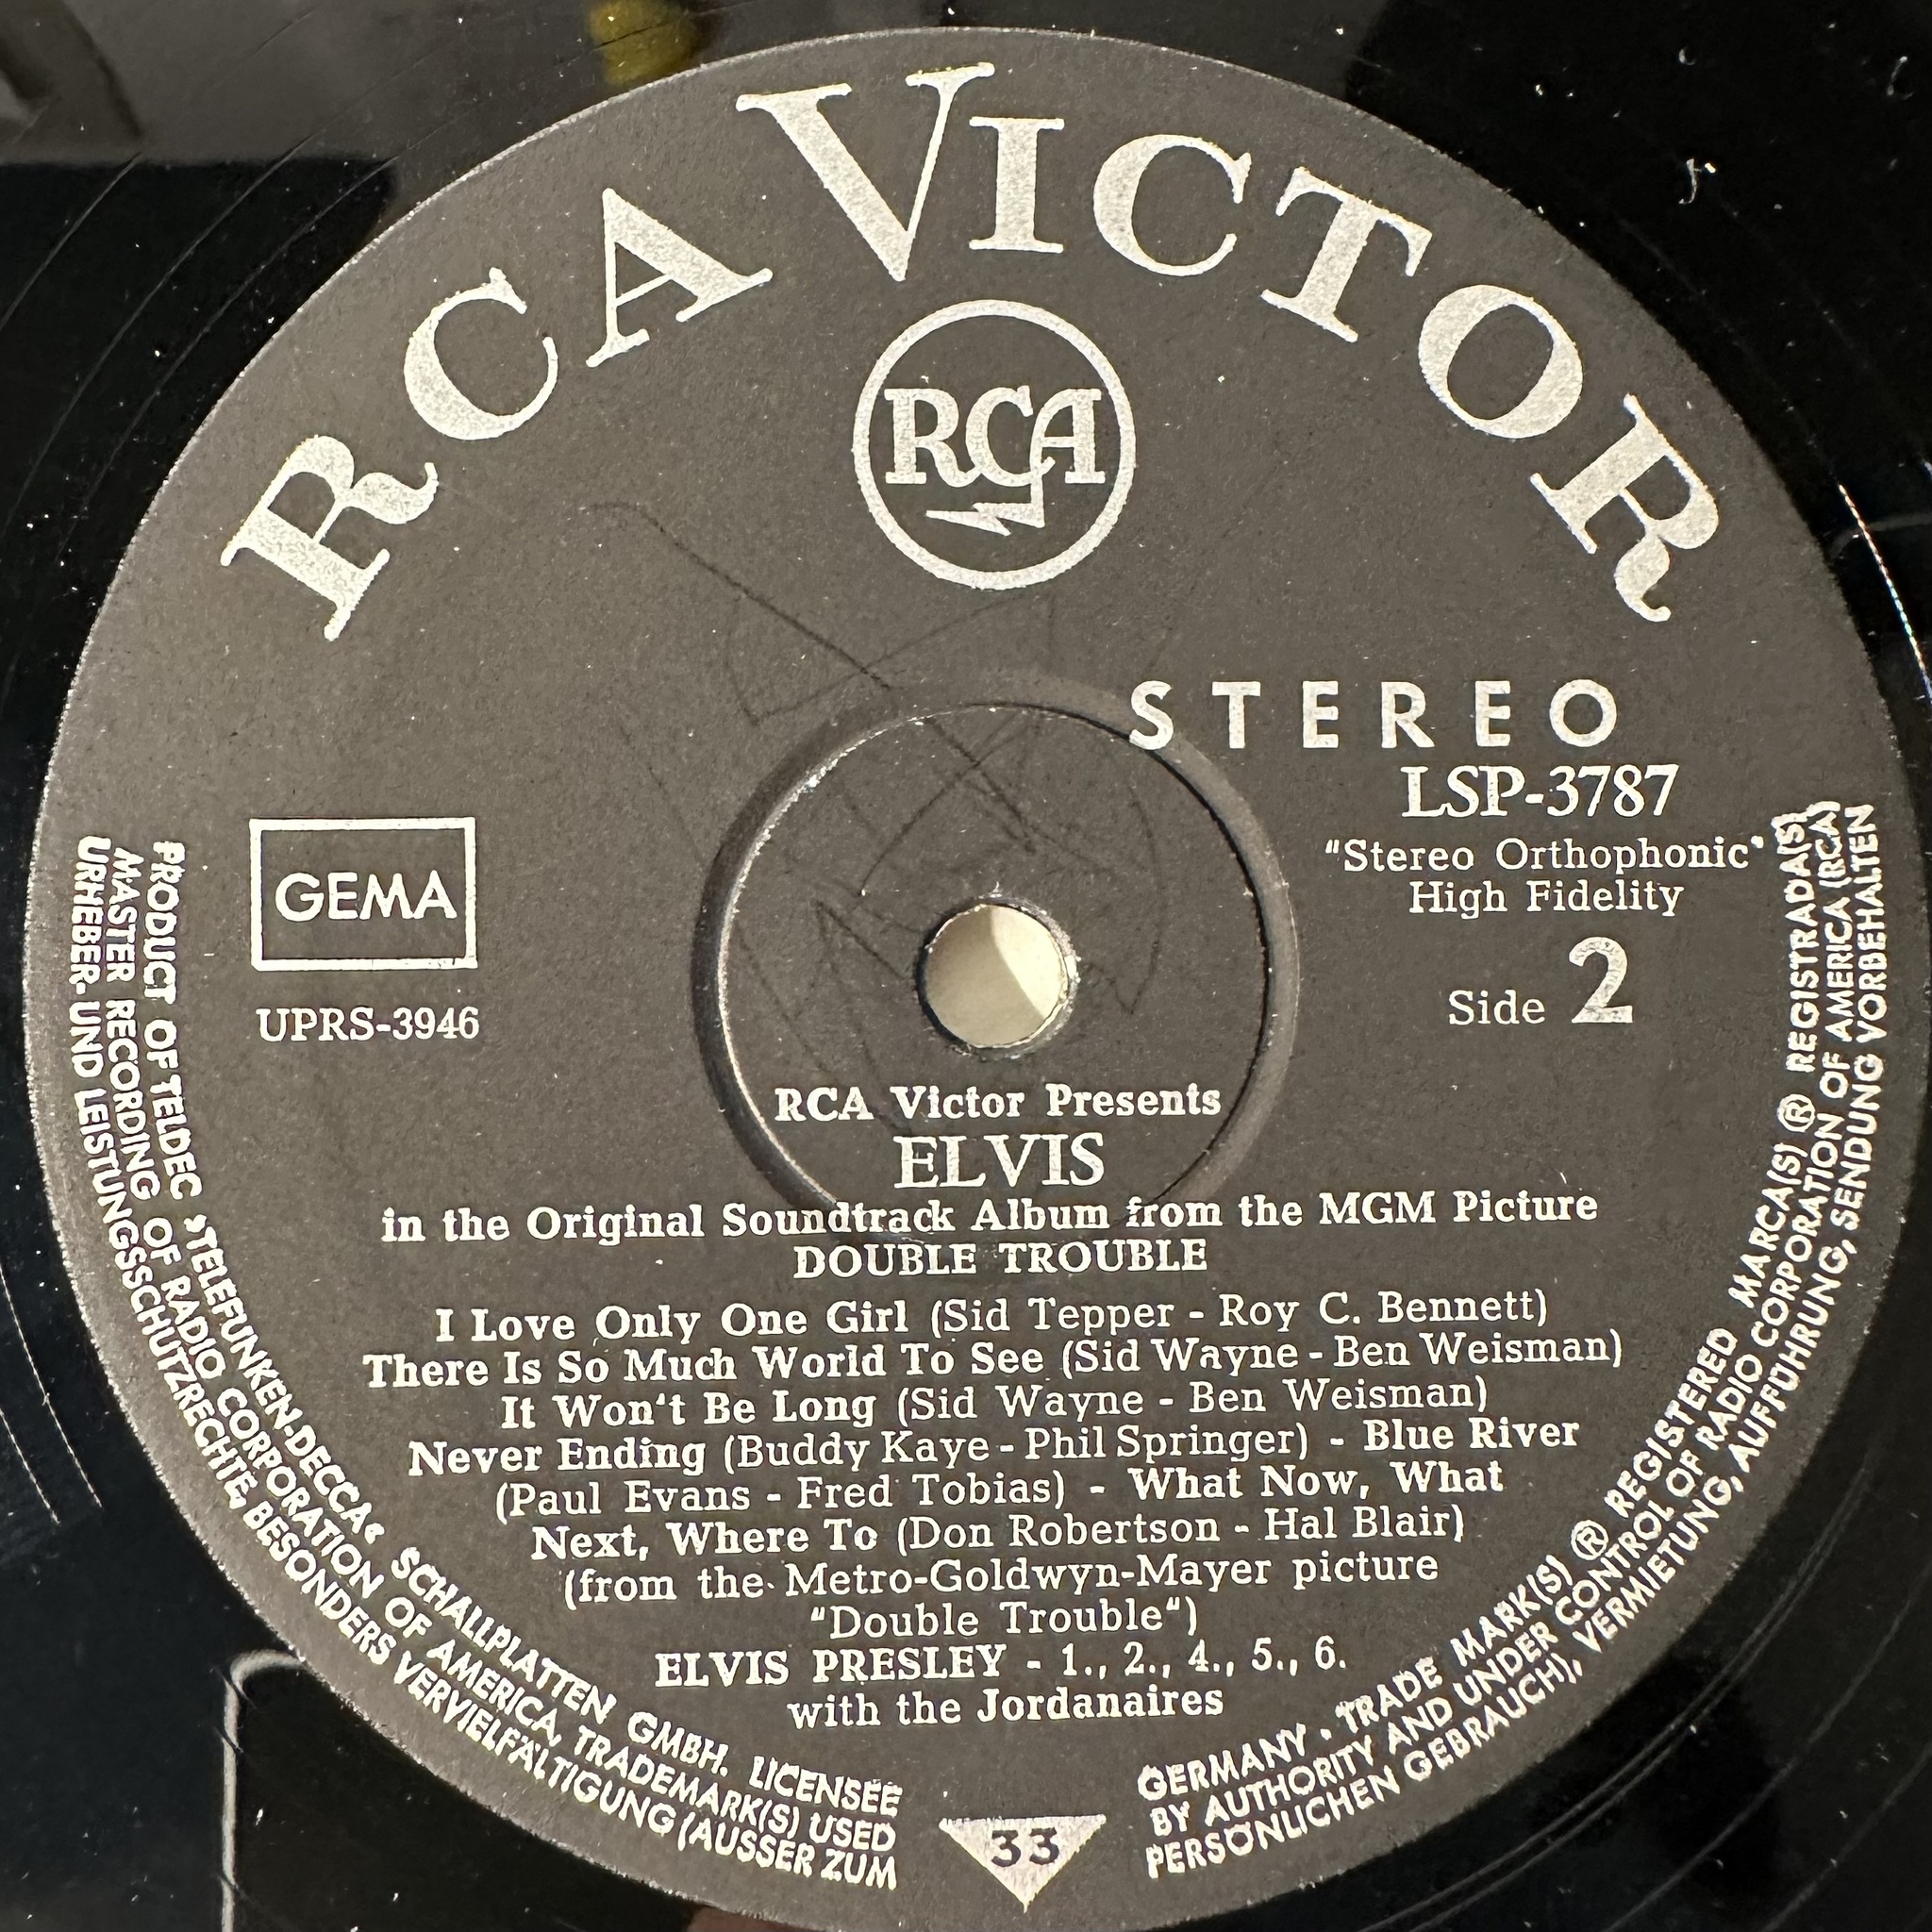 RCA VICTOR
RCA
STEREO
LSP-3787
"Stereo Orthophonic"
High Fidelity
Side 2
GEMA
UPRS-3946
RCA Victor Presents
ELVIS
in the Original Soundtrack Album from the MGM Picture
DOUBLE TROUBLE
I Love Only One Girl (Sid Tepper - Roy C. Bennett)
There Is So Much World To See (Sid Wayne - Ben Weisman)
It Won't Be Long (Sid Wayne - Ben Weisman)
Never Ending (Buddy Kaye - Phil Springer) - Blue River
(Paul Evans - Fred Tobias) - What Now, What
Next, Where To (Don Robertson - Hal Blair)
(from the Metro-Goldwyn-Mayer picture
"Double Trouble")
ELVIS PRESLEY - 1., 2., 4., 5., 6.
with the Jordanaires
PRODUCT OF TELDEC »TELEFUNKEN-DECCA« SCHALLPLATTEN GMBH. LICENSEE
MASTER RECORDING OF RADIO CORPORATION OF AMERICA, TRADEMARK(S) USED
URHEBER- UND LEISTUNGSSCHUTZRECHTE, BESONDERS VERVIELFÄLTIGUNG (AUSSER ZUM
33
GERMANY · TRADE MARK(S) ® REGISTERED MARCA(S) ® REGISTRADA(S)
BY AUTHORITY AND UNDER CONTROL OF RADIO CORPORATION OF AMERICA (RCA)
PERSÖNLICHEN GEBRAUCH), VERMIETUNG, AUFFÜHRUNG, SENDUNG VORBEHALTEN